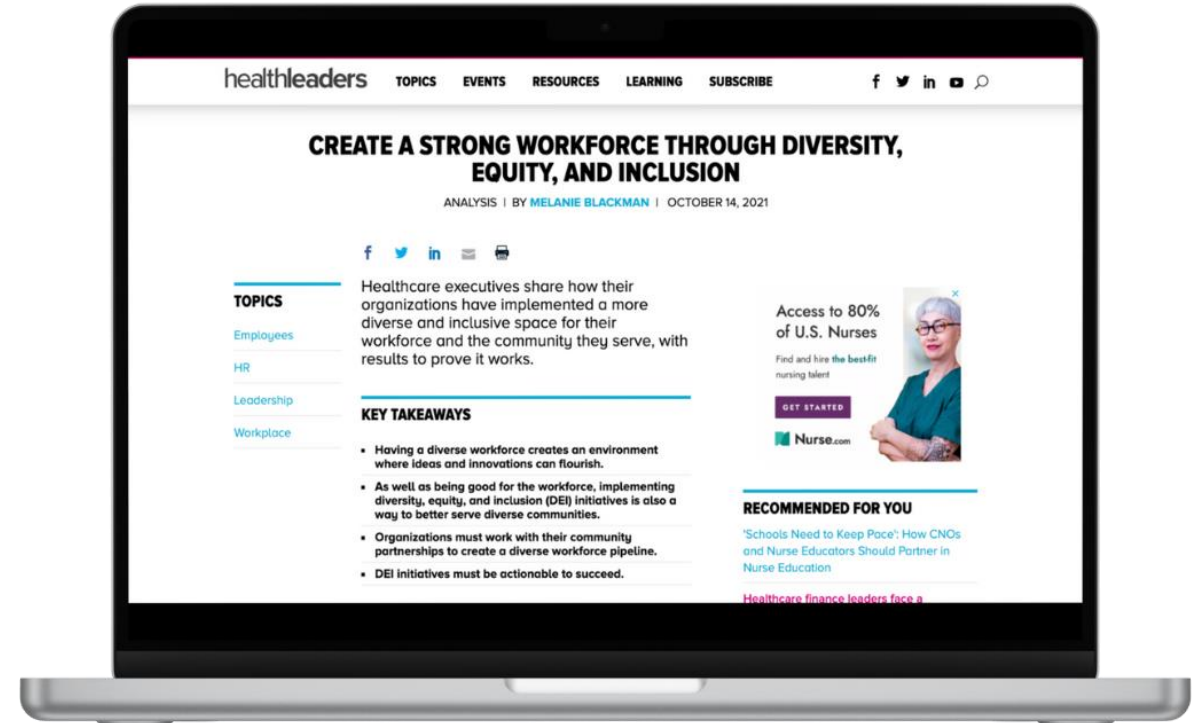 healthleaders TOPICS EVENTS RESOURCES LEARNING SUBSCRIBE
CREATE A STRONG WORKFORCE THROUGH DIVERSITY,
EQUITY, AND INCLUSION
ANALYSIS | BY MELANIE BLACKMAN | OCTOBER 14, 2021
TOPICS
Employees
HR
Leadership
Workplace
Healthcare executives share how their
organizations have implemented a more
diverse and inclusive space for their
workforce and the community they serve, with
results to prove it works.
KEY TAKEAWAYS
▪ Having a diverse workforce creates an environment
where ideas and innovations can flourish.
▪ As well as being good for the workforce, implementing
diversity, equity, and inclusion (DEI) initiatives is also a
way to better serve diverse communities.
▪ Organizations must work with their community
partnerships to create a diverse workforce pipeline.
▪ DEI initiatives must be actionable to succeed.
Access to 80%
of U.S. Nurses
Find and hire the best-fit
nursing talent
GET STARTED
Nurse.com
RECOMMENDED FOR YOU
'Schools Need to Keep Pace': How CNOs
and Nurse Educators Should Partner in
Nurse Education
Healthcare finance leaders face a